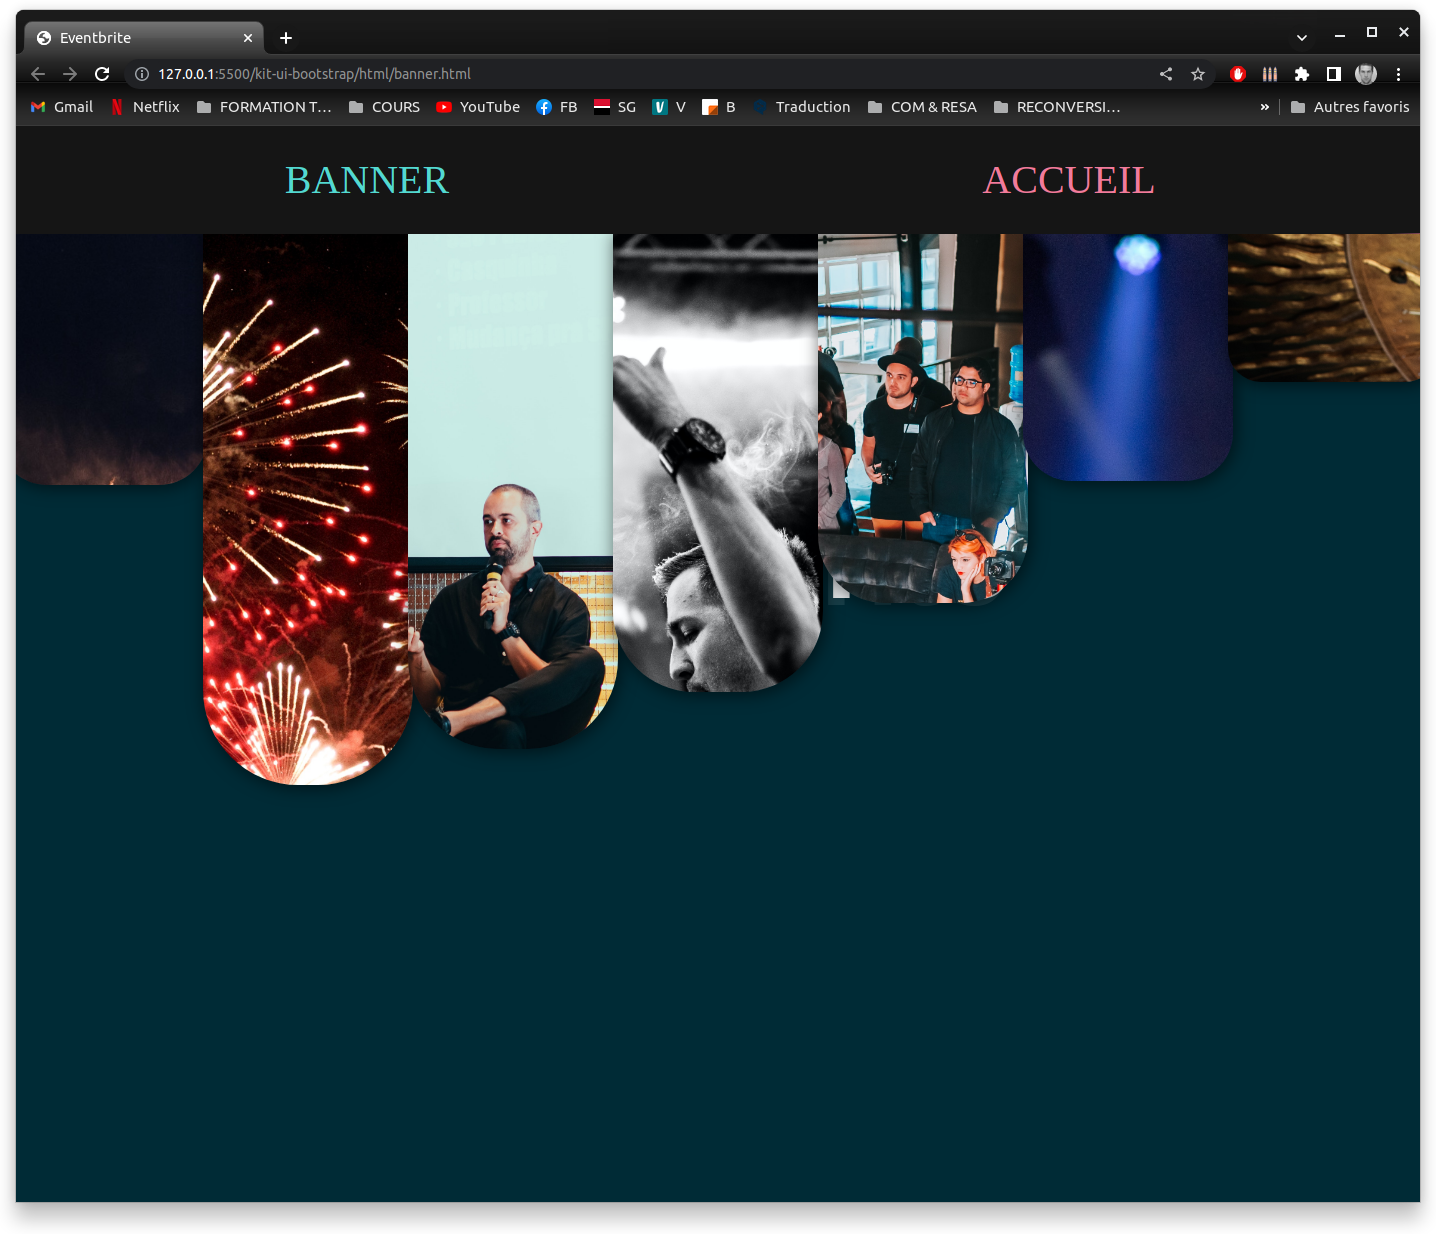 Eventbrite
127.0.0.1:5500/kit-ui-bootstrap/html/banner.html
Gmail Netflix FORMATION T... COURS YouTube FB SG V B Traduction COM & RESA RECONVERSI... » Autres favoris
BANNER ACCUEIL